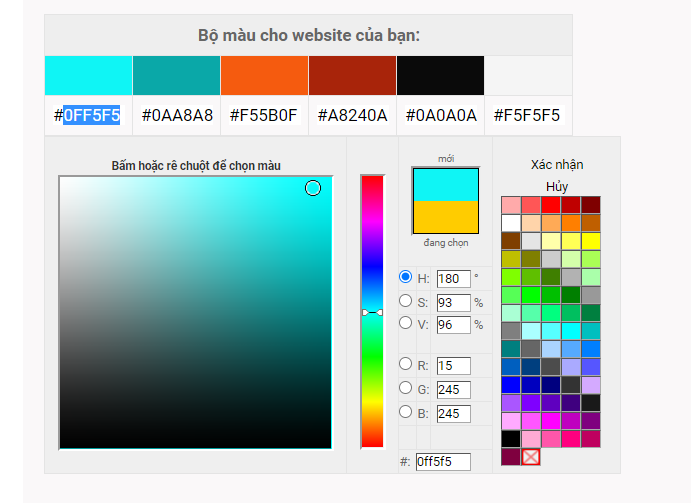 Bộ màu cho website của bạn:
#0FF5F5 #0AA8A8 #F55B0F #A8240A #0A0A0A #F5F5F5
Bấm hoặc rê chuột để chọn màu
mới
đang chọn
H: 180 °
S: 93 %
V: 96 %
R: 15
G: 245
B: 245
#: 0ff5f5
Xác nhận
Hủy